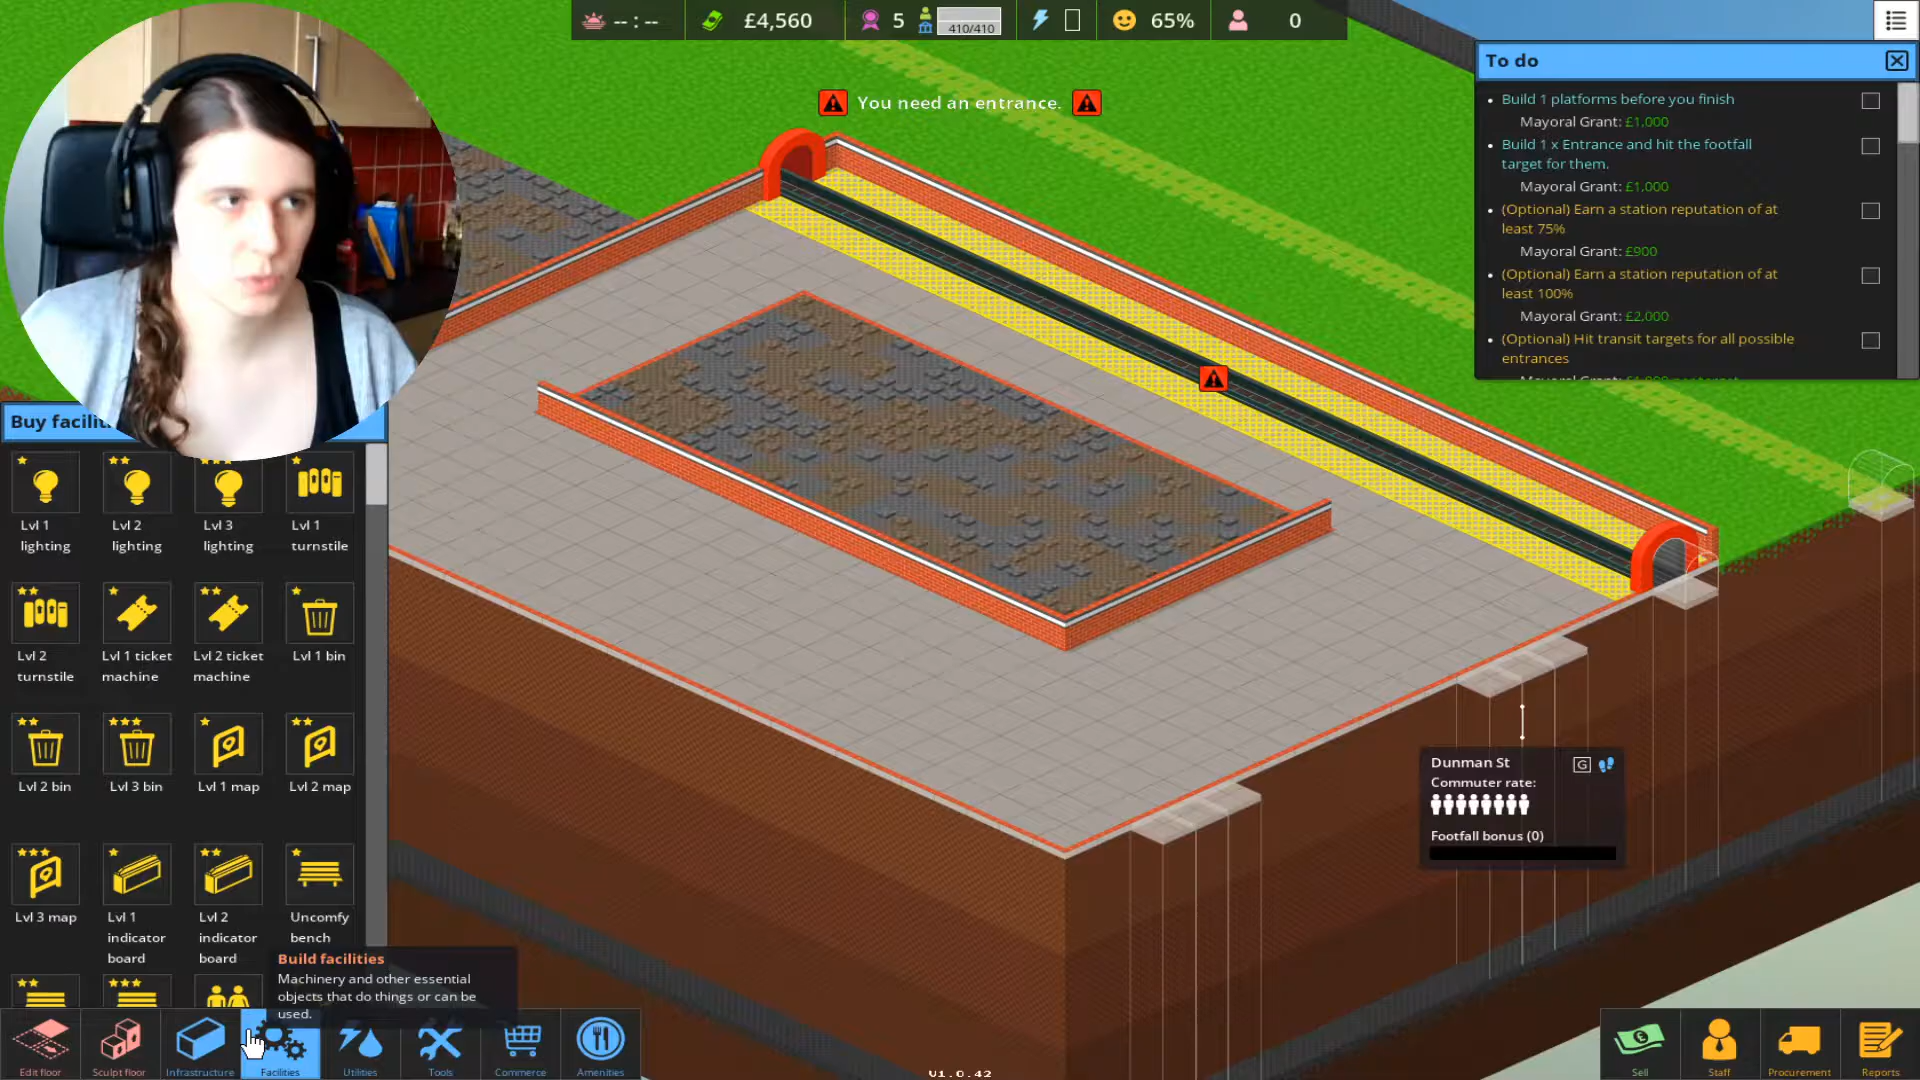 -- : --
£4,560
5
410/410
65%
0
To do
You need an entrance.
Build 1 platforms before you finish
Mayoral Grant: £1,000
Build 1 x Entrance and hit the footfall
target for them.
Mayoral Grant: £1,000
(Optional) Earn a station reputation of at
least 75%
Mayoral Grant: £900
(Optional) Earn a station reputation of at
least 100%
Mayoral Grant: £2,000
(Optional) Hit transit targets for all possible
entrances
Buy facilit
Lvl 1
lighting
Lvl 2
lighting
Lvl 3
lighting
Lvl 1
turnstile
Lvl 2
turnstile
Lvl 1 ticket
machine
Lvl 2 ticket
machine
Lvl 1 bin
Lvl 2 bin
Lvl 3 bin
Lvl 1 map
Lvl 2 map
Lvl 3 map
Lvl 1
indicator
board
Lvl 2
indicator
board
Uncomfy
bench
Dunman St
G
Commuter rate:
Footfall bonus (0)
Build facilities
Machinery and other essential
objects that do things or can be
used.
Edit floor
Sculpt floor
Infrastructure
Facilities
Utilities
Tools
Commerce
Amenities
V1.0.42
Sell
Staff
Procurement
Reports